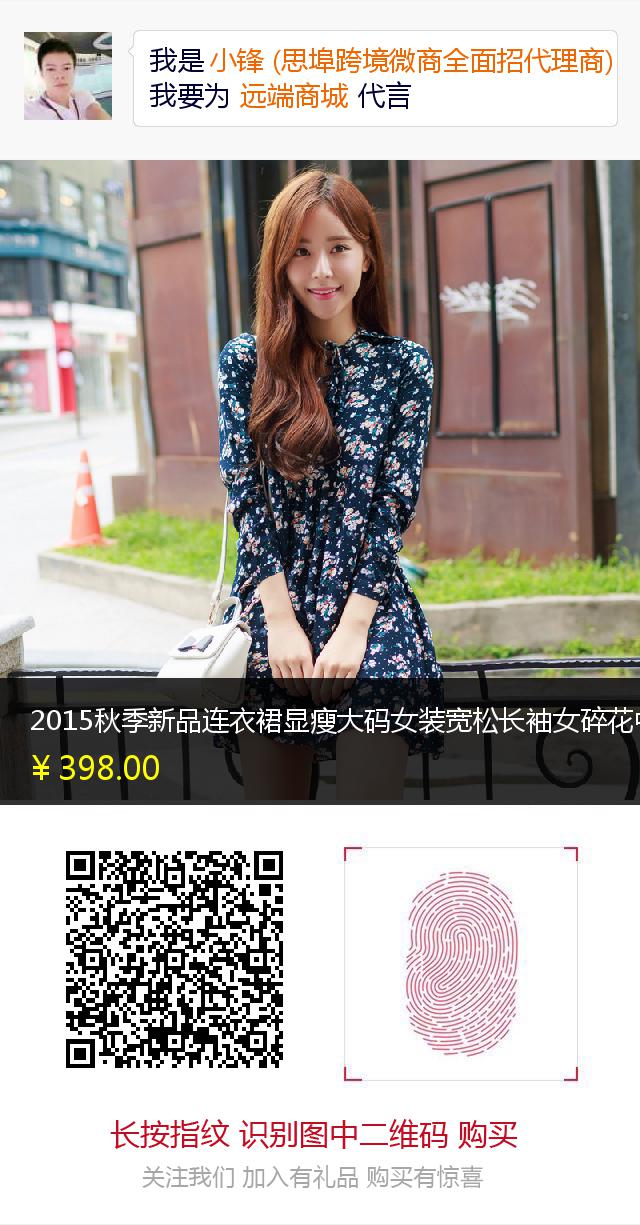 我是 小锋 (思埠跨境微商全面招代理商)
我要为 远端商城 代言
2015秋季新品连衣裙显瘦大码女装宽松长袖女碎花中
¥ 398.00
长按指纹 识别图中二维码 购买
关注我们 加入有礼品 购买有惊喜